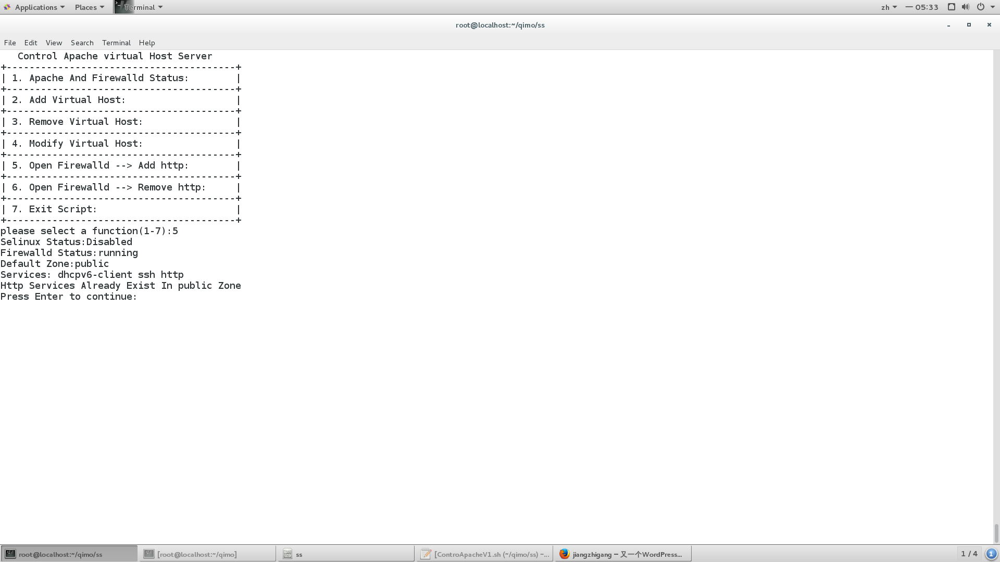 Applications Places Terminal zh 一 05:33
root@localhost:~/qimo/ss
File Edit View Search Terminal Help
Control Apache virtual Host Server
+----------------------------------------+
| 1. Apache And Firewalld Status: |
+----------------------------------------+
| 2. Add Virtual Host: |
+----------------------------------------+
| 3. Remove Virtual Host: |
+----------------------------------------+
| 4. Modify Virtual Host: |
+----------------------------------------+
| 5. Open Firewalld --> Add http: |
+----------------------------------------+
| 6. Open Firewalld --> Remove http: |
+----------------------------------------+
| 7. Exit Script: |
+----------------------------------------+
please select a function(1-7):5
Selinux Status:Disabled
Firewalld Status:running
Default Zone:public
Services: dhcpv6-client ssh http
Http Services Already Exist In public Zone
Press Enter to continue:
root@localhost:~/qimo/ss [root@localhost:~/qimo] ss [ControApacheV1.sh (~/qimo/ss) –... jiangzhigang — 又一个WordPress... 1 / 4 1